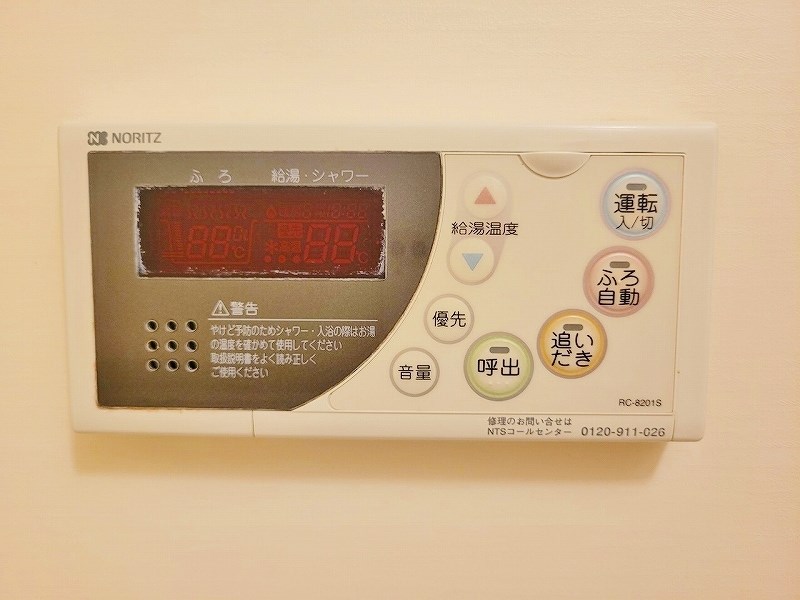 NORITZ
ふろ 給湯・シャワー
給湯温度
運転
入/切
ふろ
自動
優先
追い
だき
音量
呼出
警告
やけど予防のためシャワー・入浴の際はお湯
の温度を確かめて使用してください
取扱説明書をよく読み正しく
ご使用ください
RC-8201S
修理のお問い合せは
NTSコールセンター 0120-911-026